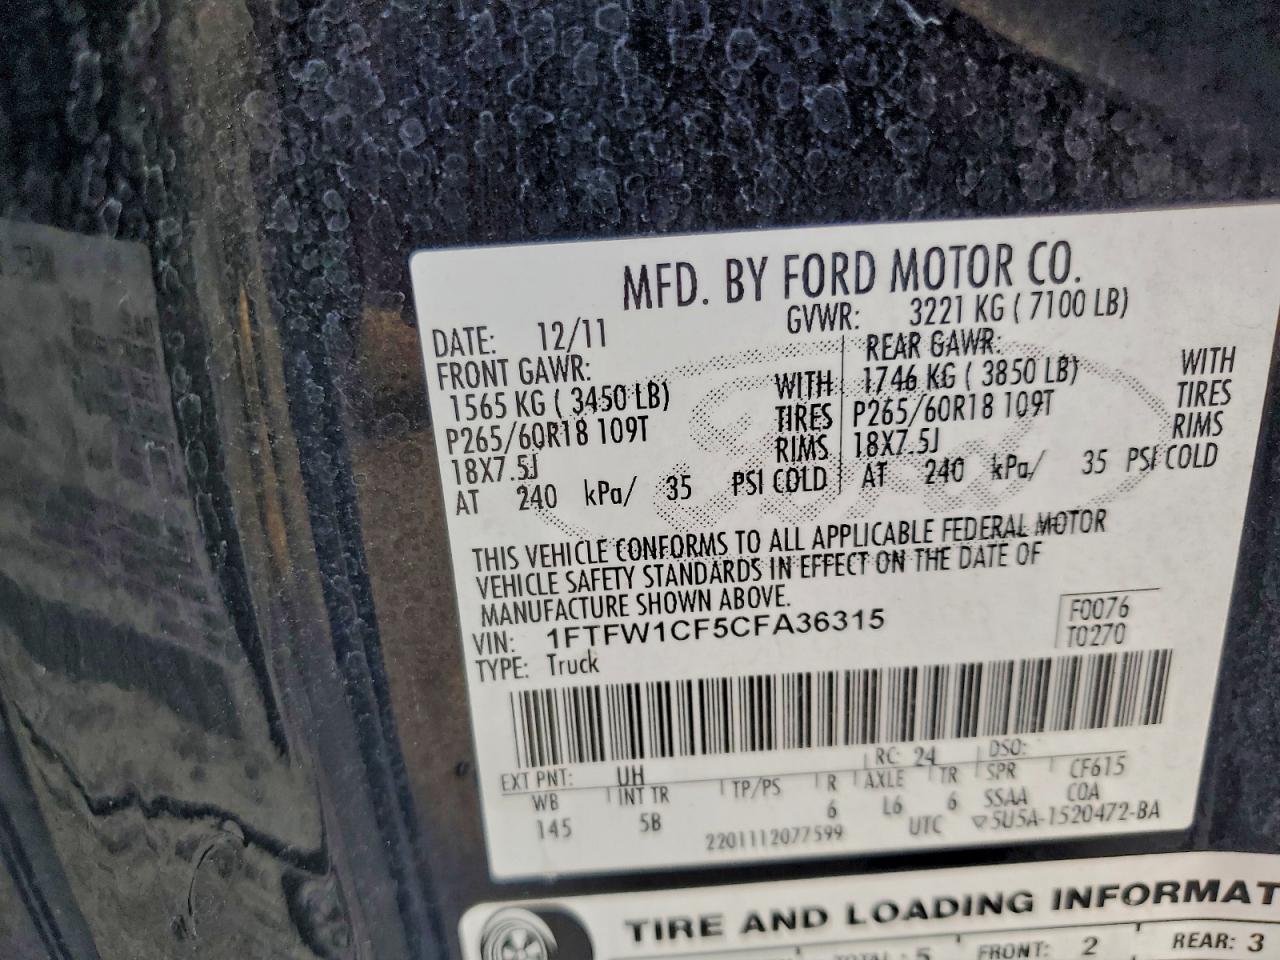 MFD. BY FORD MOTOR CO.
DATE: 12/11 GVWR: 3221 KG ( 7100 LB)
FRONT GAWR: REAR GAWR:
1565 KG ( 3450 LB) WITH 1746 KG ( 3850 LB) WITH
P265/60R18 109T TIRES P265/60R18 109T TIRES
18X7.5J RIMS 18X7.5J RIMS
AT 240 kPa/ 35 PSI COLD AT 240 kPa/ 35 PSI COLD
THIS VEHICLE CONFORMS TO ALL APPLICABLE FEDERAL MOTOR
VEHICLE SAFETY STANDARDS IN EFFECT ON THE DATE OF
MANUFACTURE SHOWN ABOVE.
VIN: 1FTFW1CF5CFA36315 F0076
TYPE: Truck T0270
EXT PNT: UH RC: 24 DSO:
WB INT TR TP/PS R AXLE TR SPR CF615
145 5B 6 L6 6 SSAA COA
2201112077599 UTC ▽5U5A-1520472-BA
TIRE AND LOADING INFORMAT
TOTAL: 5 FRONT: 2 REAR: 3